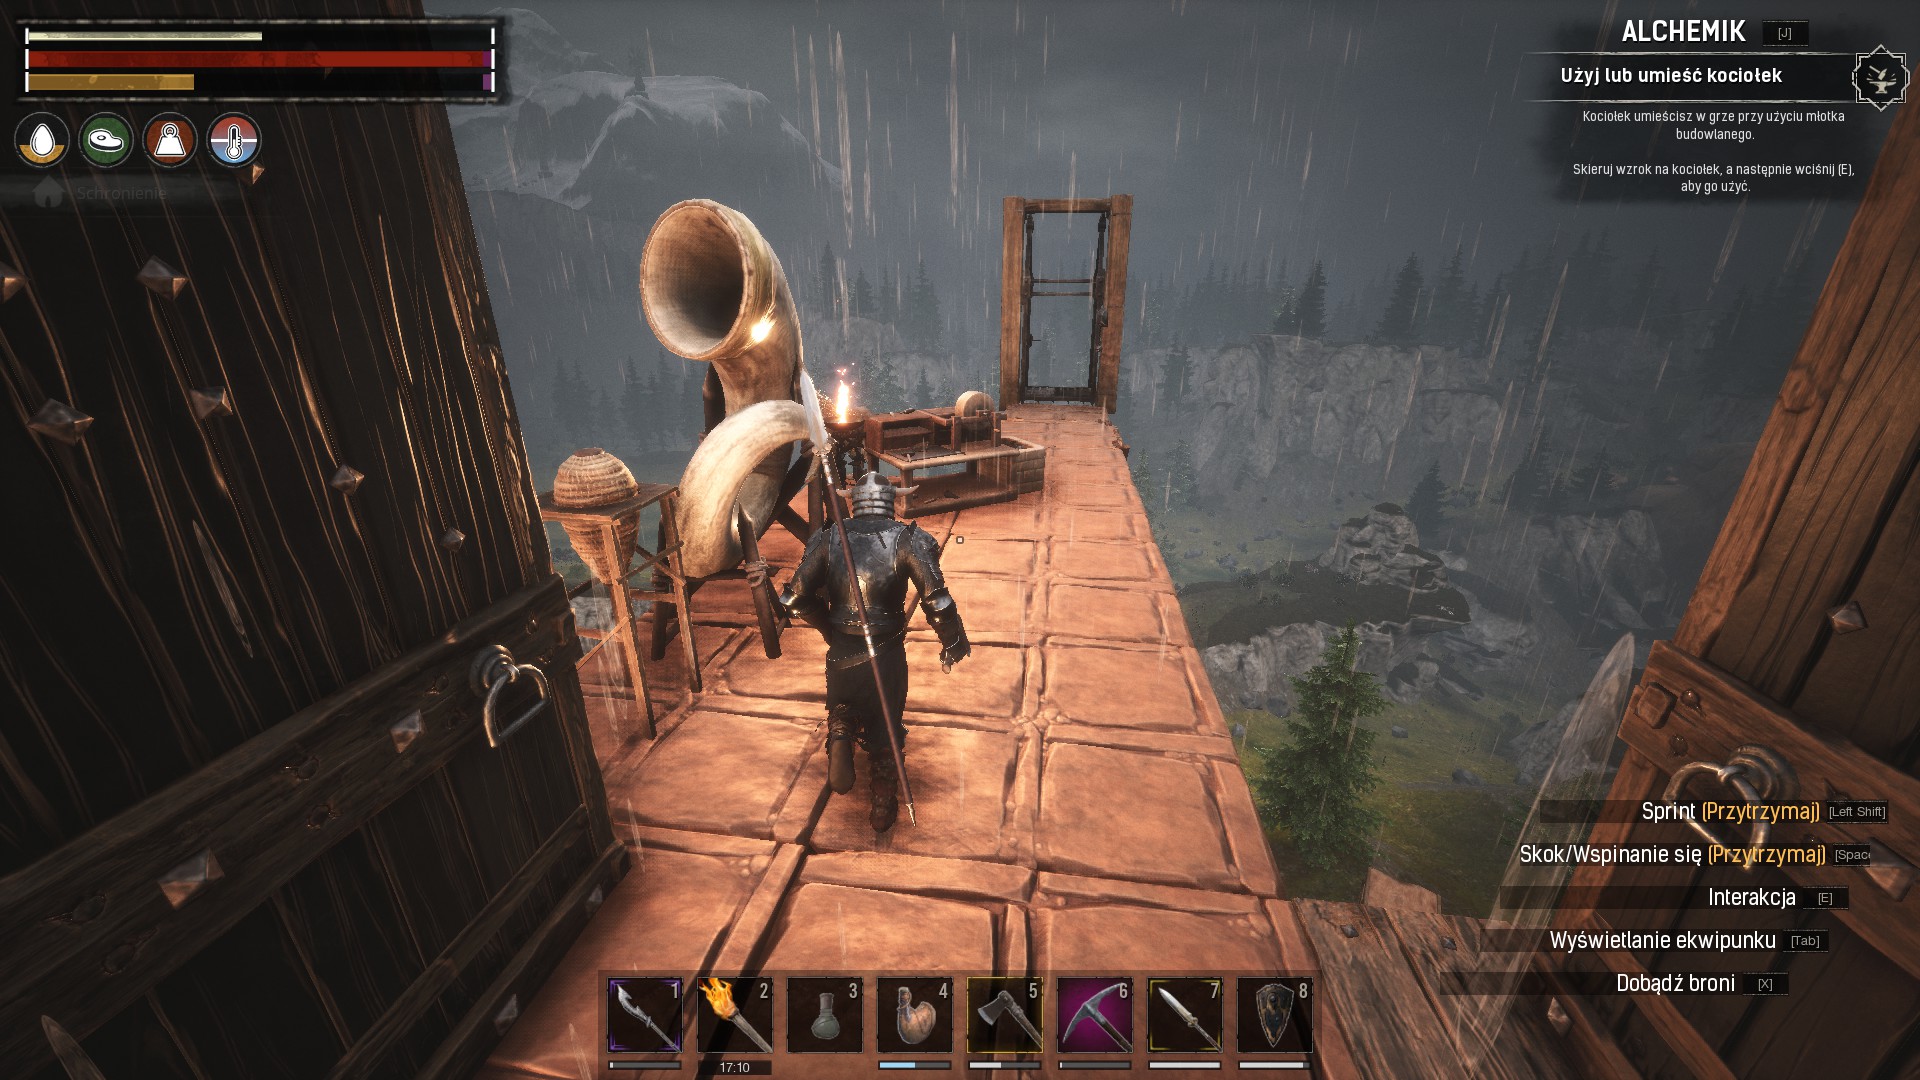 ALCHEMIK [J]
Użyj lub umieść kociołek
Kociołek umieścisz w grze przy użyciu młotka
budowlanego.
Skieruj wzrok na kociołek, a następnie wciśnij (E),
aby go użyć.
Schronienie
Sprint (Przytrzymaj) [Left Shift]
Skok/Wspinanie się (Przytrzymaj) [Space
Interakcja [E]
Wyświetlanie ekwipunku [Tab]
Dobądź broni [X]
1 2 3 4 5 6 7 8
17:10